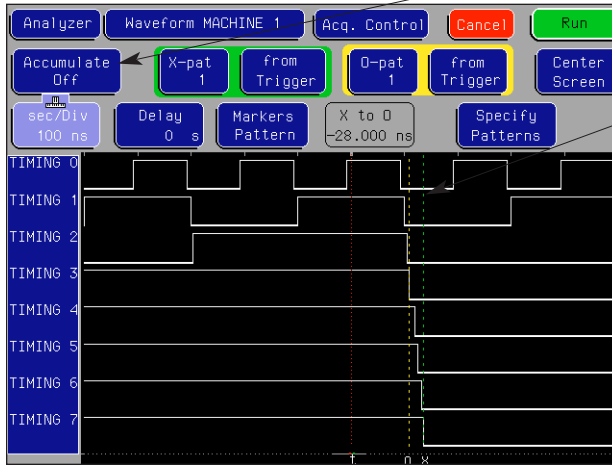 Analyzer Waveform MACHINE 1 Acq. Control Cancel Run
Accumulate Off X-pat 1 from Trigger O-pat 1 from Trigger Center Screen
sec/Div 100 ns Delay 0 s Markers Pattern X to O -28.000 ns Specify Patterns
TIMING 0
TIMING 1
TIMING 2
TIMING 3
TIMING 4
TIMING 5
TIMING 6
TIMING 7
X